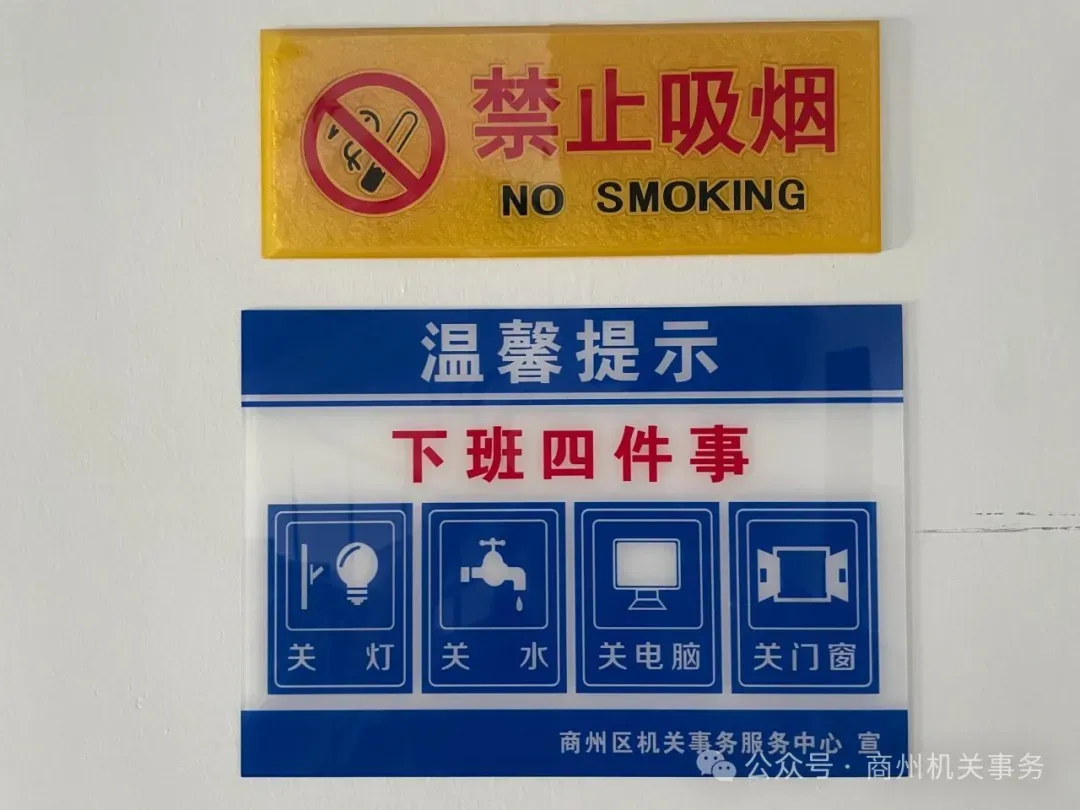 禁止吸烟
NO SMOKING
温馨提示
下班四件事
关灯
关水
关电脑
关门窗
商州区机关事务服务中心 宣
公众号·商州机关事务